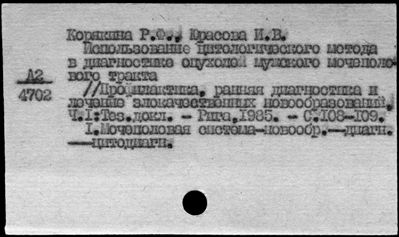 Корякина Р.Ф., Юрасова И.В.
Использование цитологического метода
в диагностике опухолей мужского мочеполо-
вого тракта
А2
4702
//Профилактика, ранняя диагностика и
лечение злокачественных новообразований.
Ч.I:Тез.докл. - Рига,1985. - С.108-109.
I.Мочеполовая система-новообр.--диагн.
--цитодиагн.